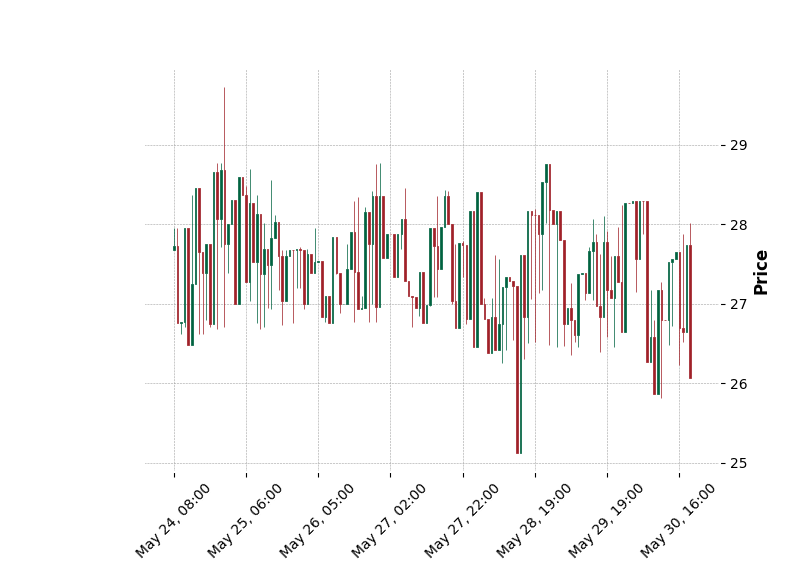 29
28
27
26
25
Price
May 24, 08:00
May 25, 06:00
May 26, 05:00
May 27, 02:00
May 27, 22:00
May 28, 19:00
May 29, 19:00
May 30, 16:00